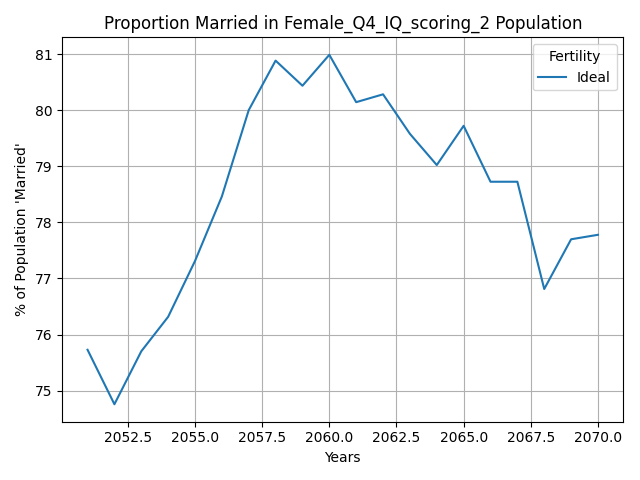 Proportion Married in Female_Q4_IQ_scoring_2 Population
Fertility
Ideal
% of Population 'Married'
81
80
79
78
77
76
75
2052.5 2055.0 2057.5 2060.0 2062.5 2065.0 2067.5 2070.0
Years